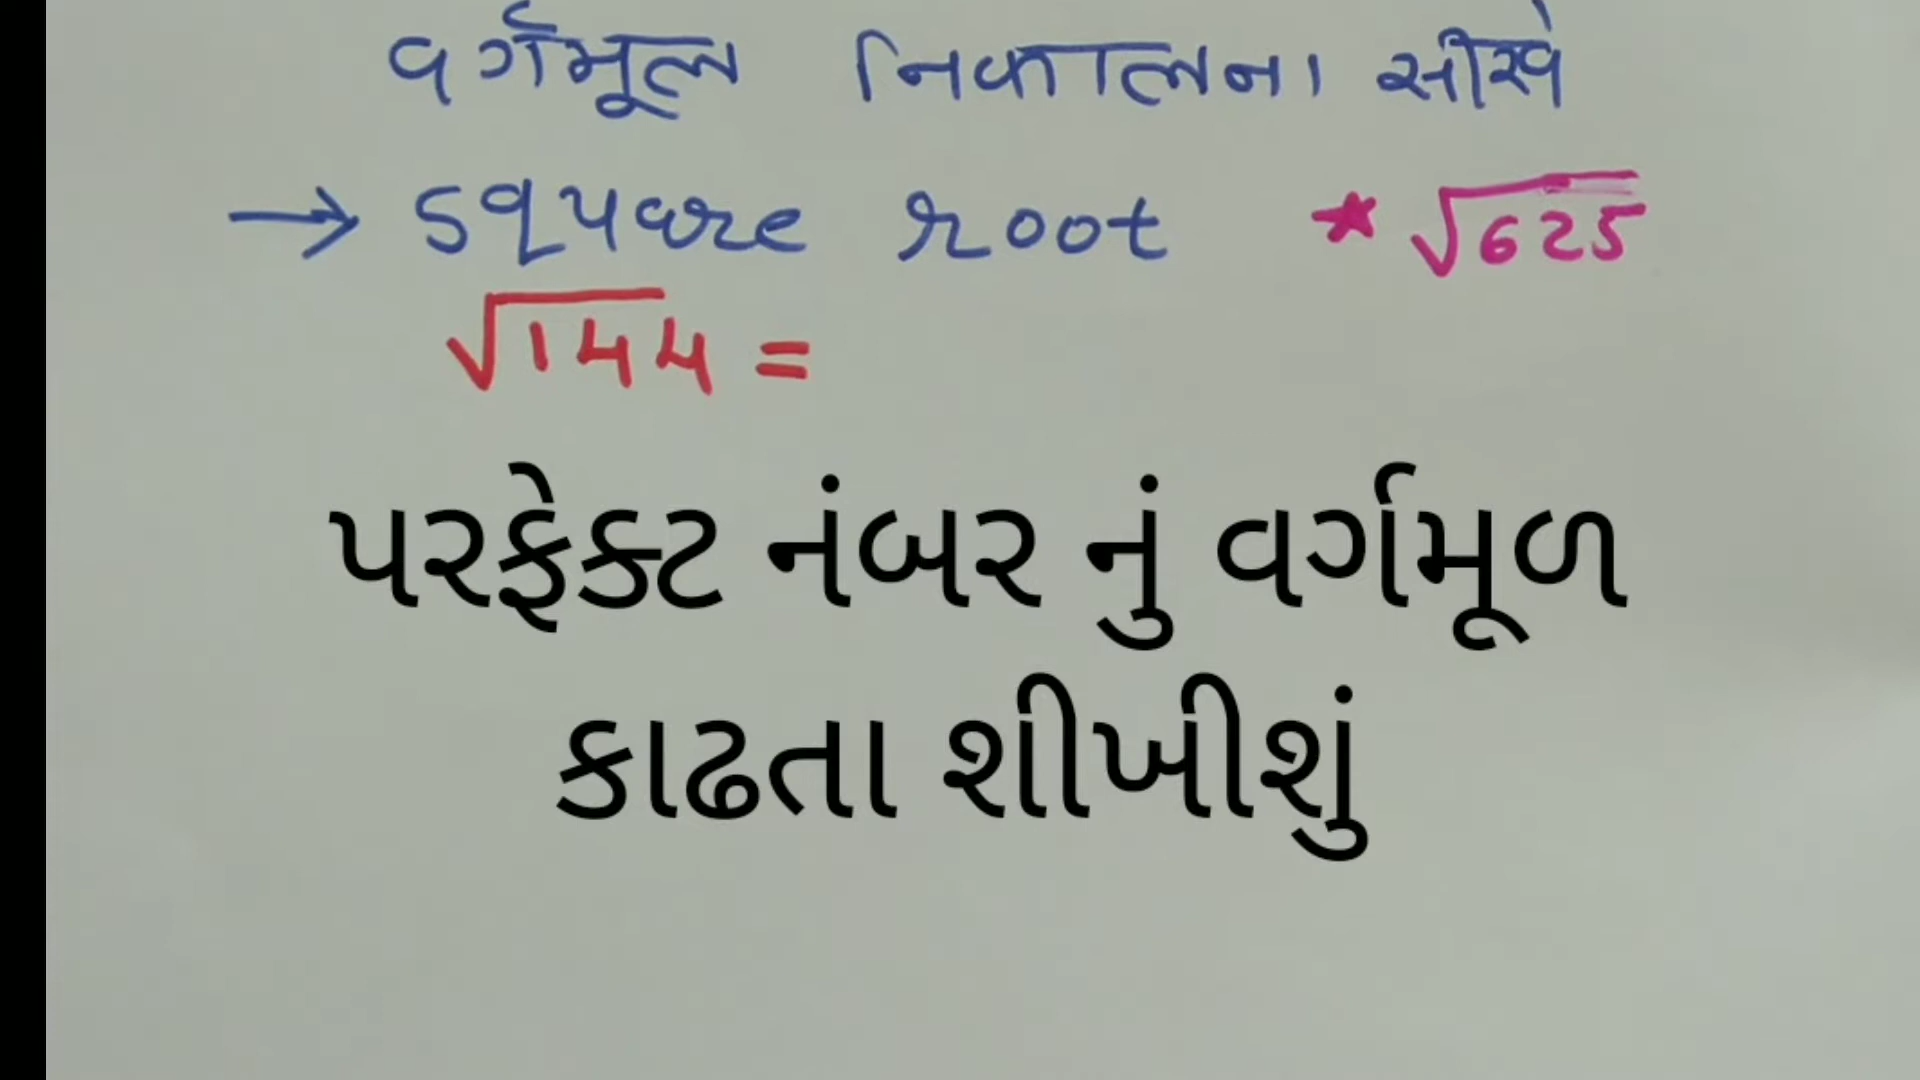 वर्गमूल निकालना सीखे
→ square root * √625
√144 =
પરફેક્ટ નંબર નું વર્ગમૂળ
કાઢતા શીખીશું